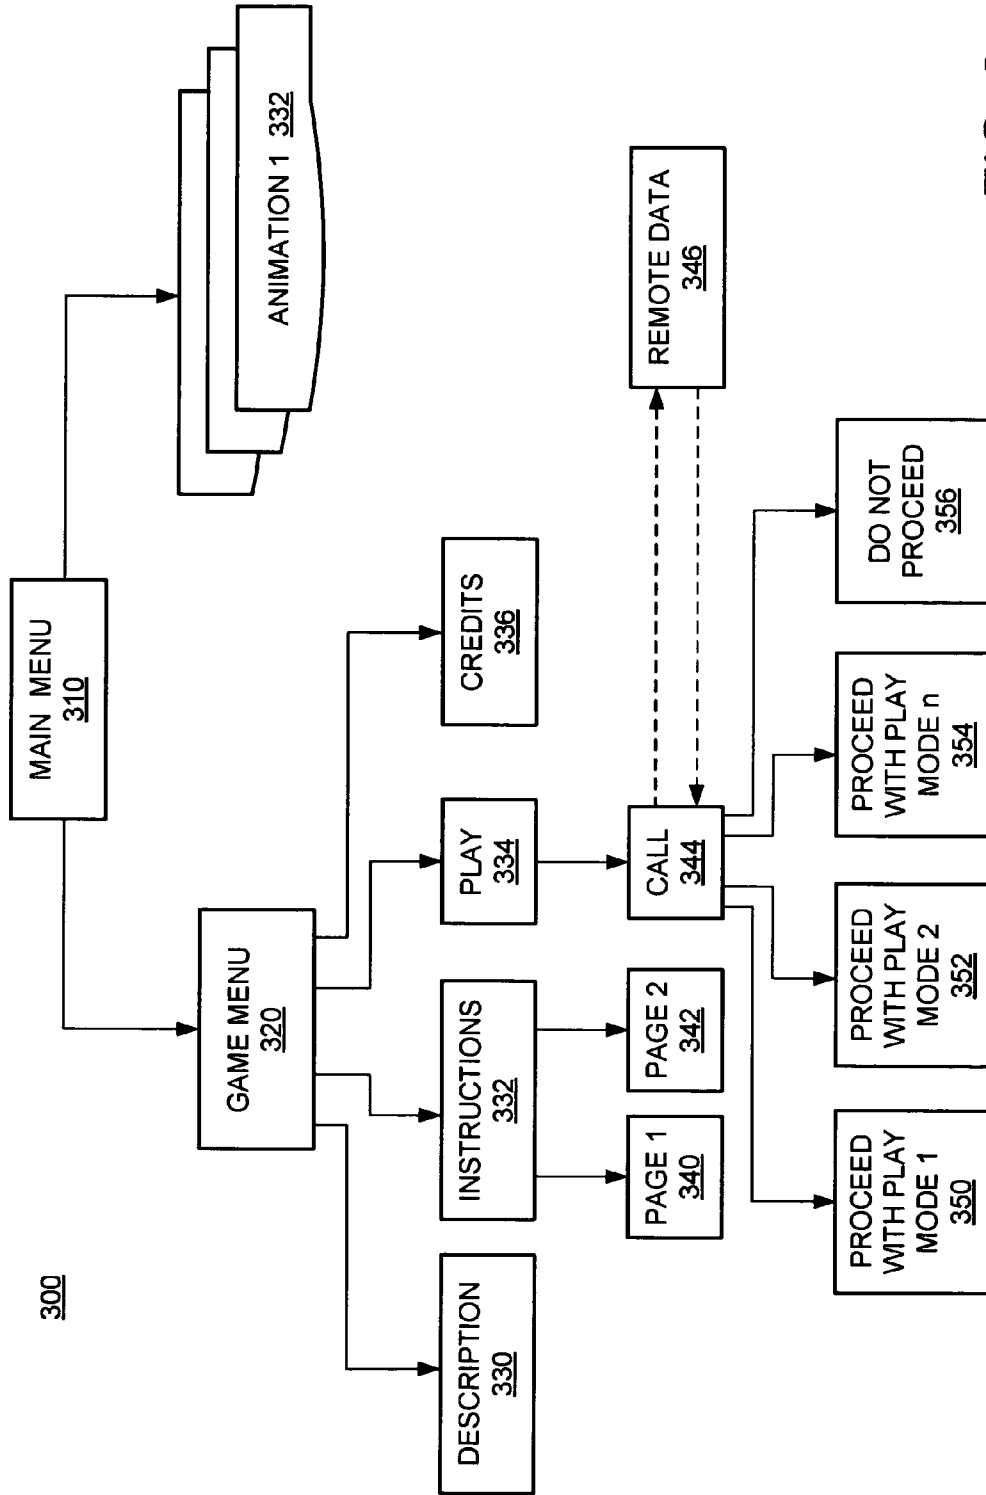 300
MAIN MENU
310
GAME MENU
320
ANIMATION 1 332
DESCRIPTION
330
INSTRUCTIONS
332
PLAY
334
CREDITS
336
PAGE 1
340
PAGE 2
342
CALL
344
REMOTE DATA
346
PROCEED
WITH PLAY
MODE 1
350
PROCEED
WITH PLAY
MODE 2
352
PROCEED
WITH PLAY
MODE n
354
DO NOT
PROCEED
356